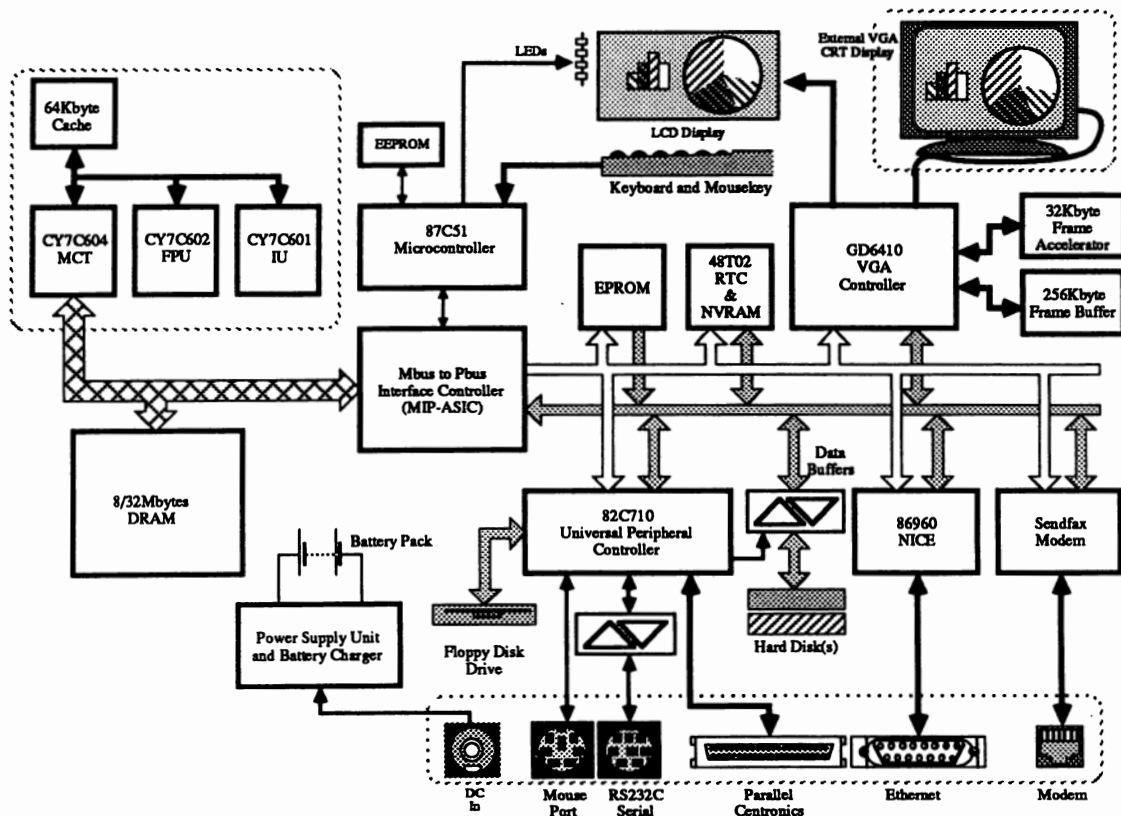 External VGA
CRT Display
LEDs
LCD Display
64Kbyte
Cache
EEPROM
Keyboard and Mousekey
CY7C604
MCT
CY7C602
FPU
CY7C601
IU
87C51
Microcontroller
EPROM
48T02
RTC
&
NVRAM
GD6410
VGA
Controller
32Kbyte
Frame
Accelerator
256Kbyte
Frame Buffer
Mbus to Pbus
Interface Controller
(MIP-ASIC)
Data
Buffers
8/32Mbytes
DRAM
82C710
Universal Peripheral
Controller
86960
NICE
Sendfax
Modem
Battery Pack
Power Supply Unit
and Battery Charger
Floppy Disk
Drive
Hard Disk(s)
DC
In
Mouse
Port
RS232C
Serial
Parallel
Centronics
Ethernet
Modem